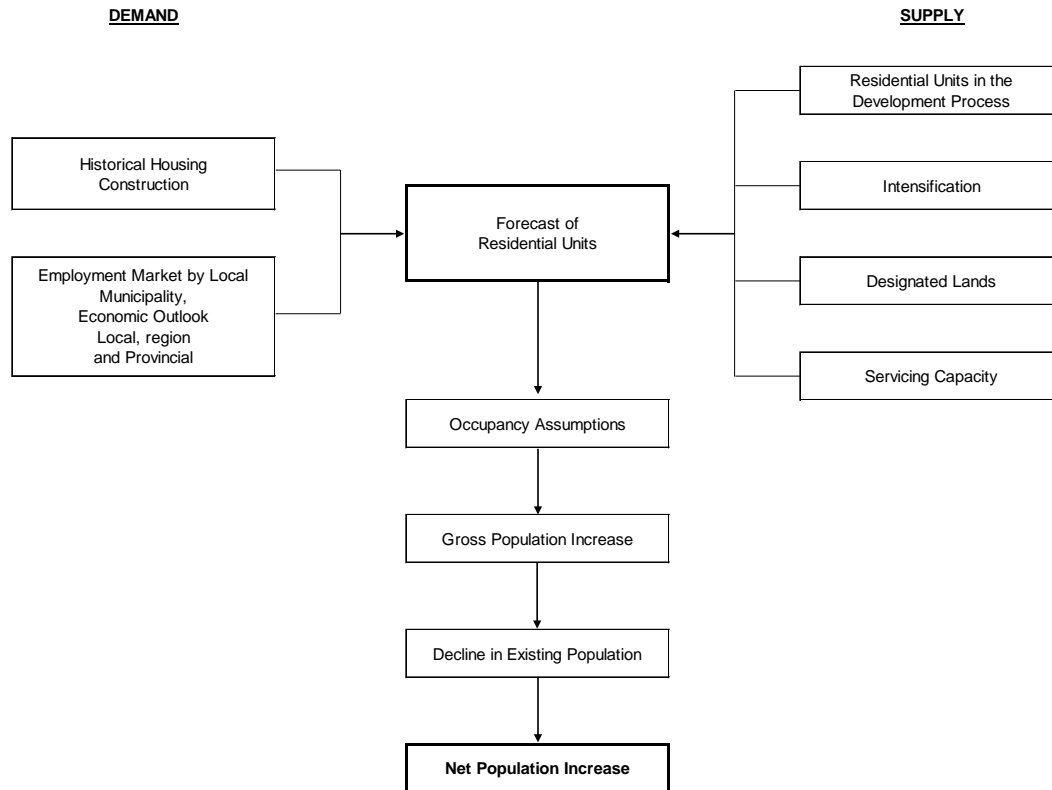 DEMAND
SUPPLY
Residential Units in the
Development Process
Historical Housing
Construction
Intensification
Forecast of
Residential Units
Employment Market by Local
Municipality,
Economic Outlook
Local, region
and Provincial
Designated Lands
Servicing Capacity
Occupancy Assumptions
Gross Population Increase
Decline in Existing Population
Net Population Increase